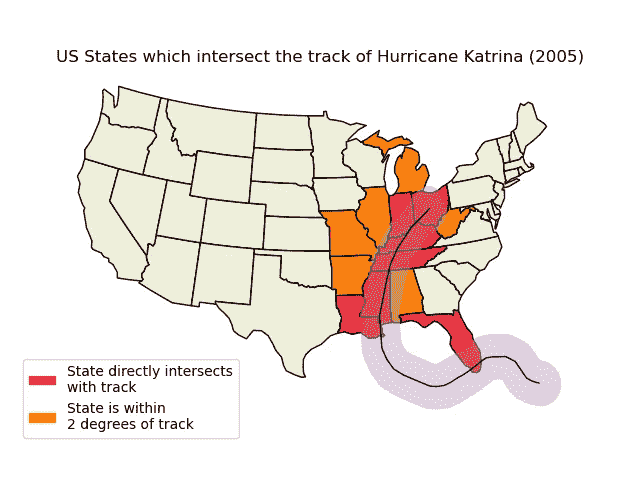 US States which intersect the track of Hurricane Katrina (2005)
State directly intersects
with track
State is within
2 degrees of track